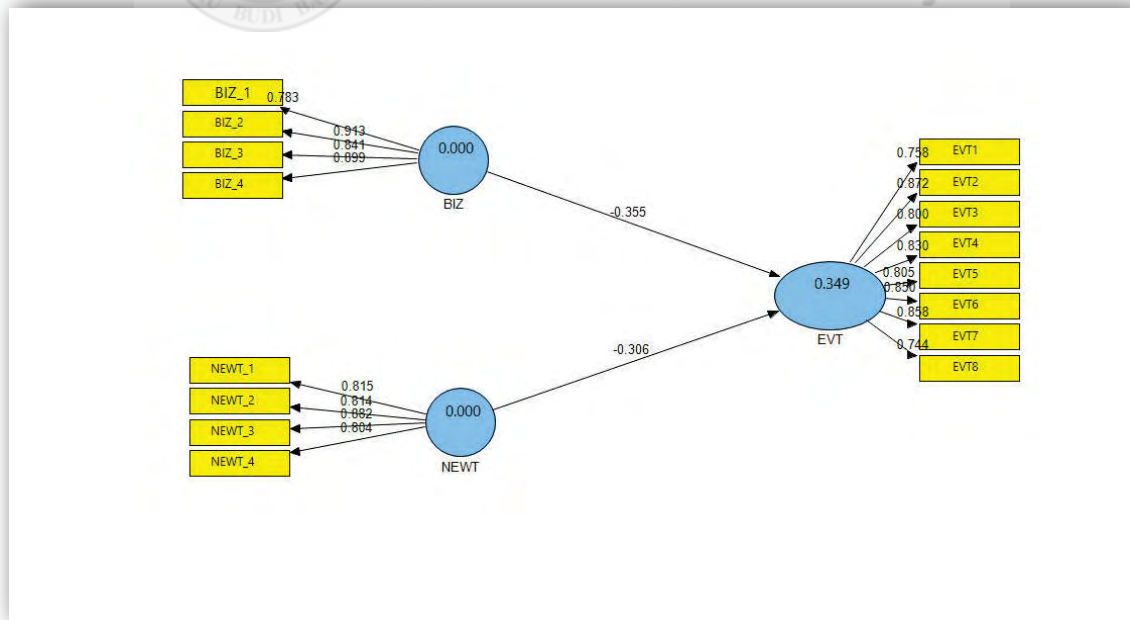 BUDI
BIZ_1
0.783
BIZ_2
0.913
BIZ_3
0.841
BIZ_4
0.899
0.000
BIZ
-0.355
NEWT_1
0.815
NEWT_2
0.814
NEWT_3
0.882
NEWT_4
0.804
0.000
NEWT
-0.306
0.349
EVT
0.758
EVT1
0.872
EVT2
0.800
EVT3
0.830
EVT4
0.805
EVT5
0.850
EVT6
0.858
EVT7
0.744
EVT8